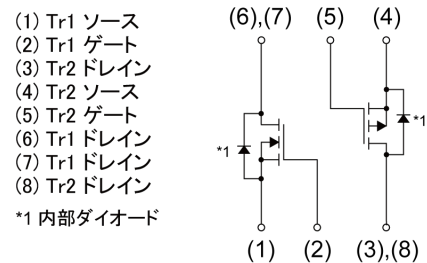 (1) Tr1 ソース
(2) Tr1 ゲート
(3) Tr2 ドレイン
(4) Tr2 ソース
(5) Tr2 ゲート
(6) Tr1 ドレイン
(7) Tr1 ドレイン
(8) Tr2 ドレイン
*1 内部ダイオード
(6),(7) (5) (4)
*1
*1
(1) (2) (3),(8)